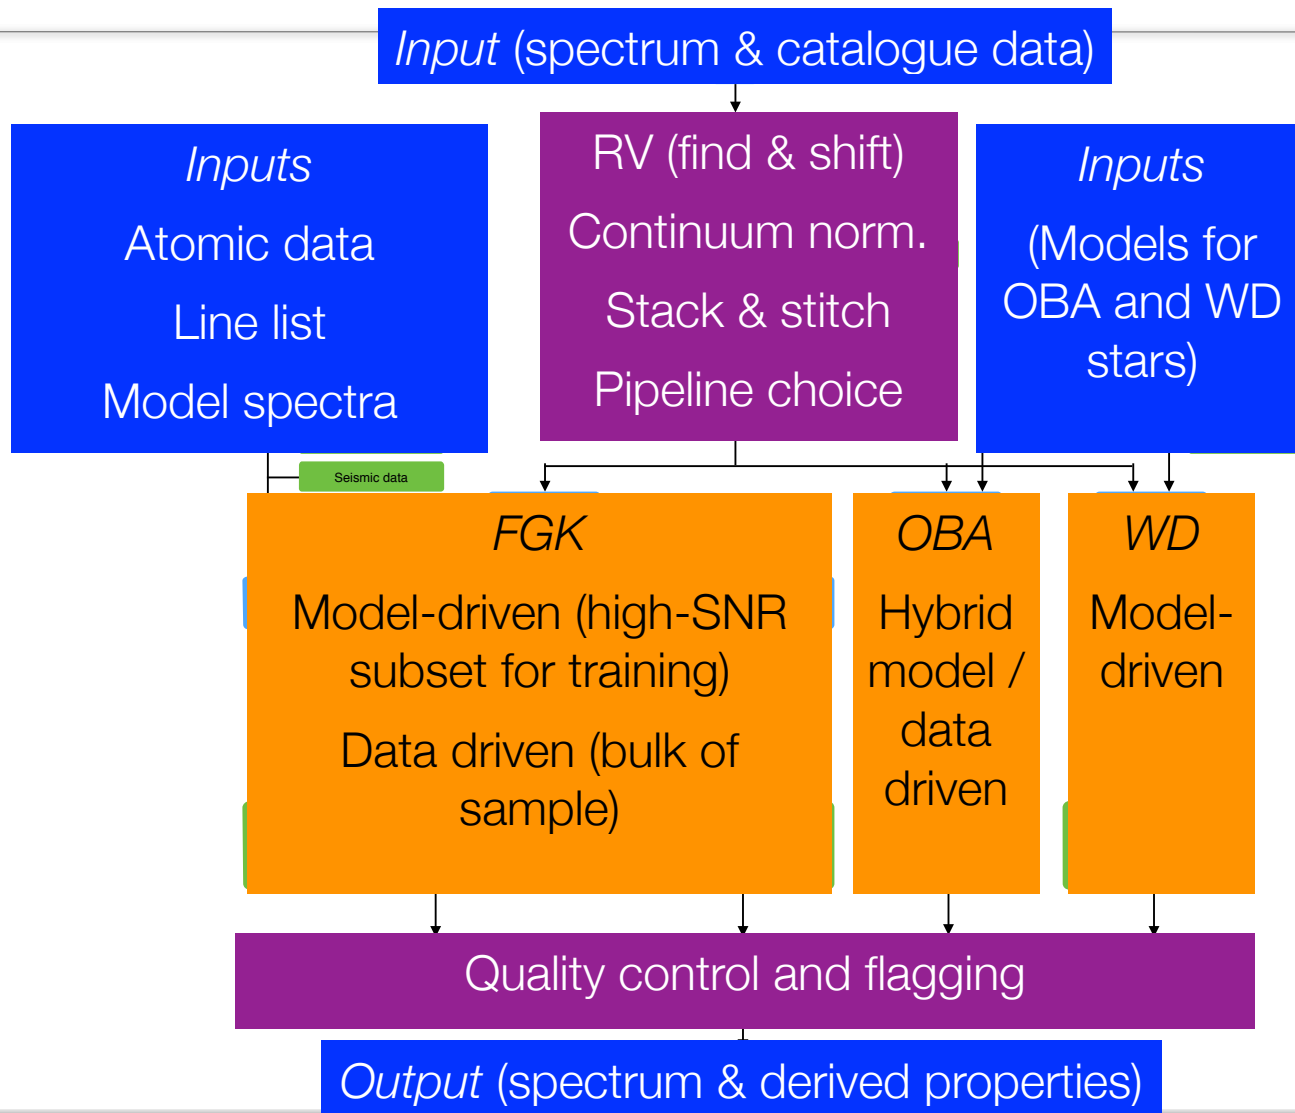 Input (spectrum & catalogue data)
Inputs
Atomic data
Line list
Model spectra
RV (find & shift)
Continuum norm.
Stack & stitch
Pipeline choice
Inputs
(Models for
OBA and WD
stars)
Seismic data
FGK
Model-driven (high-SNR
subset for training)
Data driven (bulk of
sample)
OBA
Hybrid
model /
data
driven
WD
Model-
driven
Quality control and flagging
Output (spectrum & derived properties)